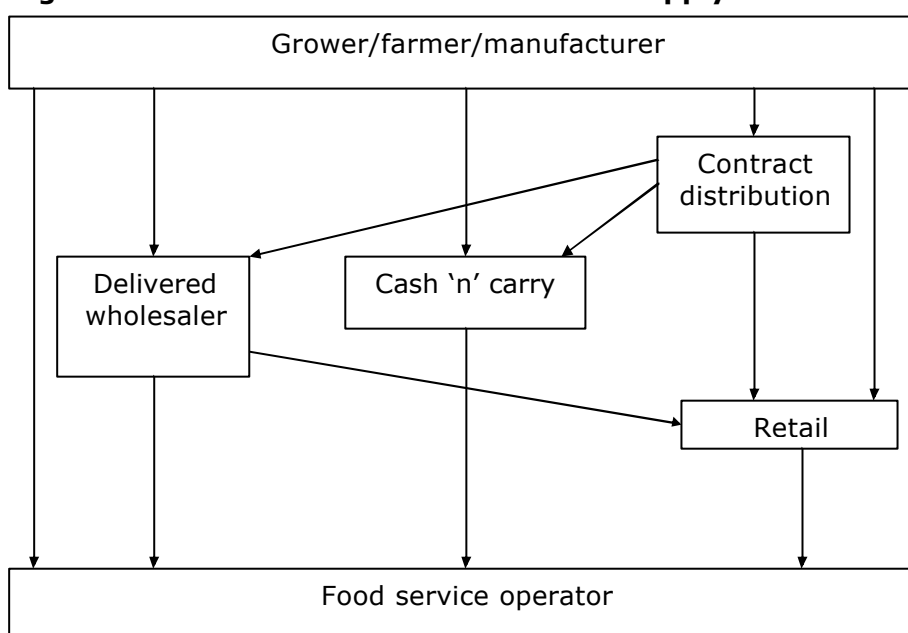 Grower/farmer/manufacturer
Contract
distribution
Delivered
wholesaler
Cash ‘n’ carry
Retail
Food service operator